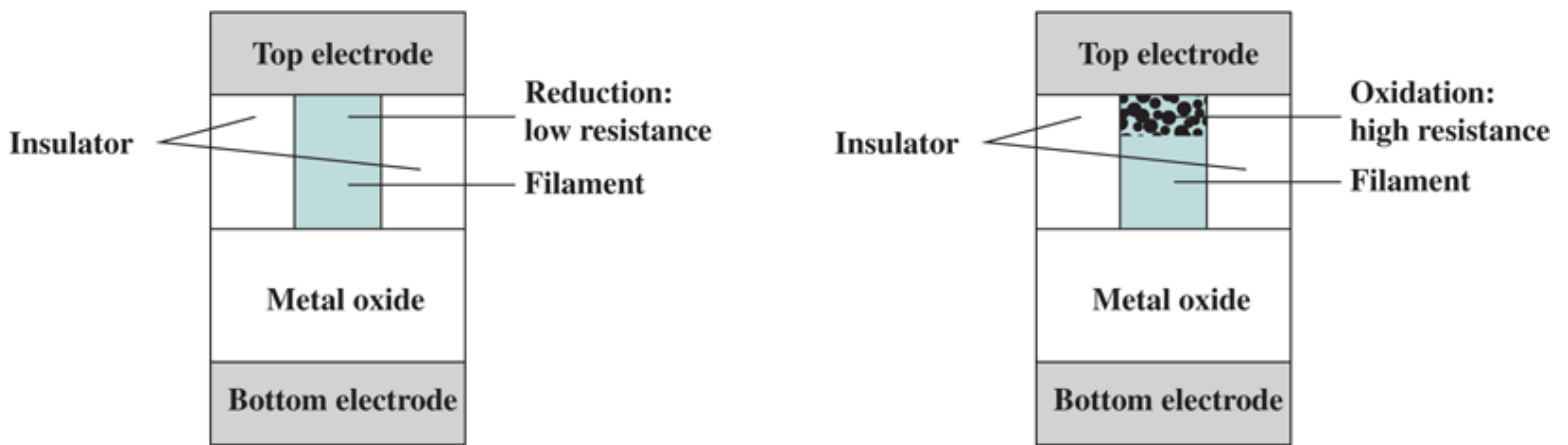 Top electrode
Reduction:
low resistance
Insulator
Filament
Metal oxide
Bottom electrode
Top electrode
Oxidation:
high resistance
Insulator
Filament
Metal oxide
Bottom electrode